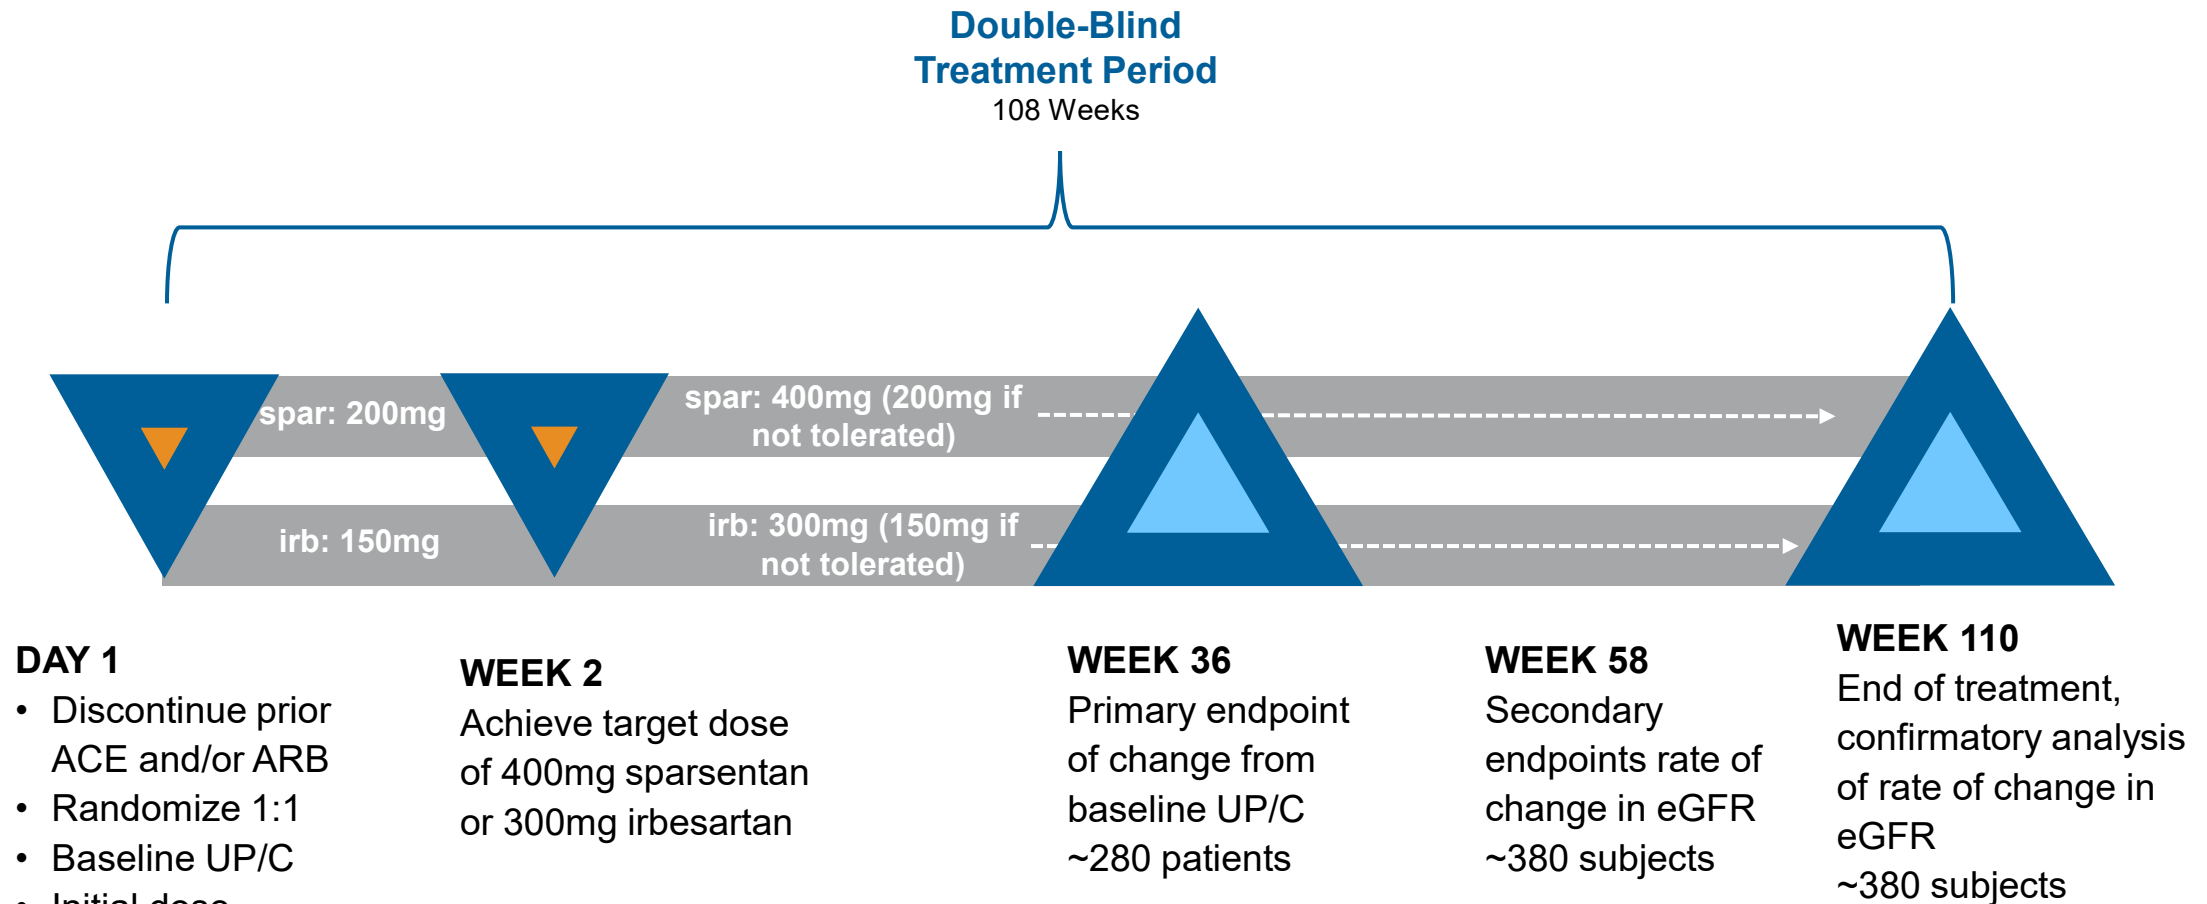 Double-Blind
Treatment Period
108 Weeks
spar: 200mg
spar: 400mg (200mg if
not tolerated)
irb: 150mg
irb: 300mg (150mg if
not tolerated)
DAY 1
• Discontinue prior
ACE and/or ARB
• Randomize 1:1
• Baseline UP/C
• Initial dose
WEEK 2
Achieve target dose
of 400mg sparsentan
or 300mg irbesartan
WEEK 36
Primary endpoint
of change from
baseline UP/C
~280 patients
WEEK 58
Secondary
endpoints rate of
change in eGFR
~380 subjects
WEEK 110
End of treatment,
confirmatory analysis
of rate of change in
eGFR
~380 subjects